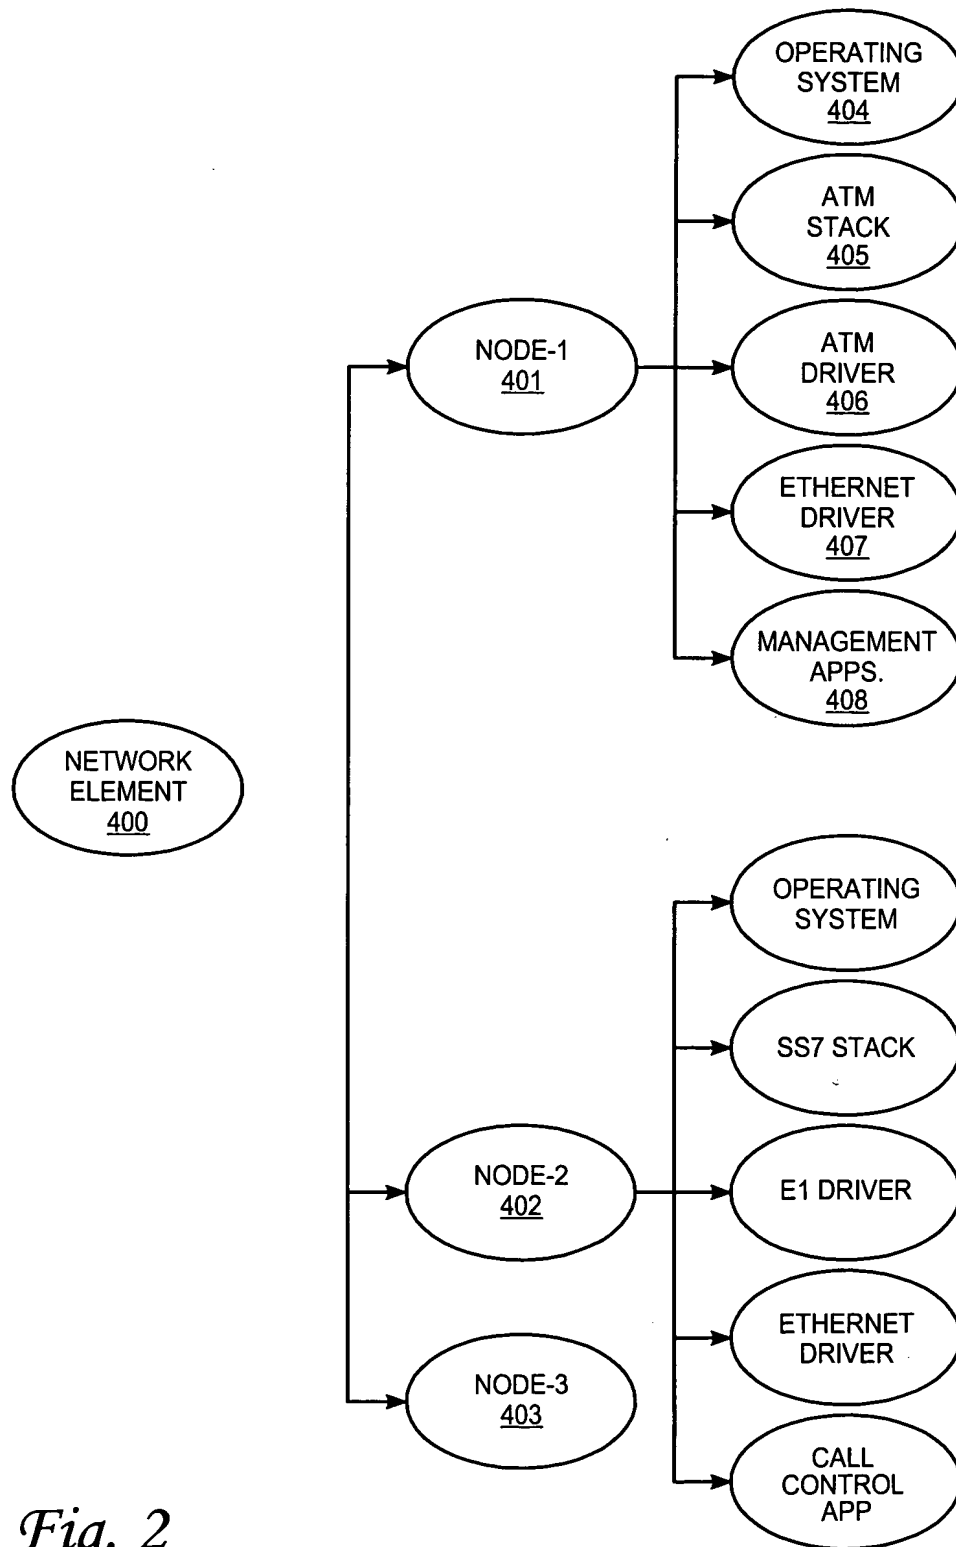 OPERATING
SYSTEM
404
ATM
STACK
405
NODE-1
401
ATM
DRIVER
406
ETHERNET
DRIVER
407
MANAGEMENT
APPS.
408
NETWORK
ELEMENT
400
OPERATING
SYSTEM
SS7 STACK
NODE-2
402
E1 DRIVER
ETHERNET
DRIVER
NODE-3
403
CALL
CONTROL
APP
Fig. 2